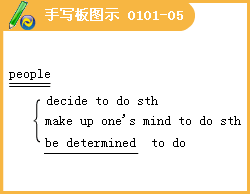 手写板图示 0101-05
people
decide to do sth
make up one's mind to do sth
be determined to do